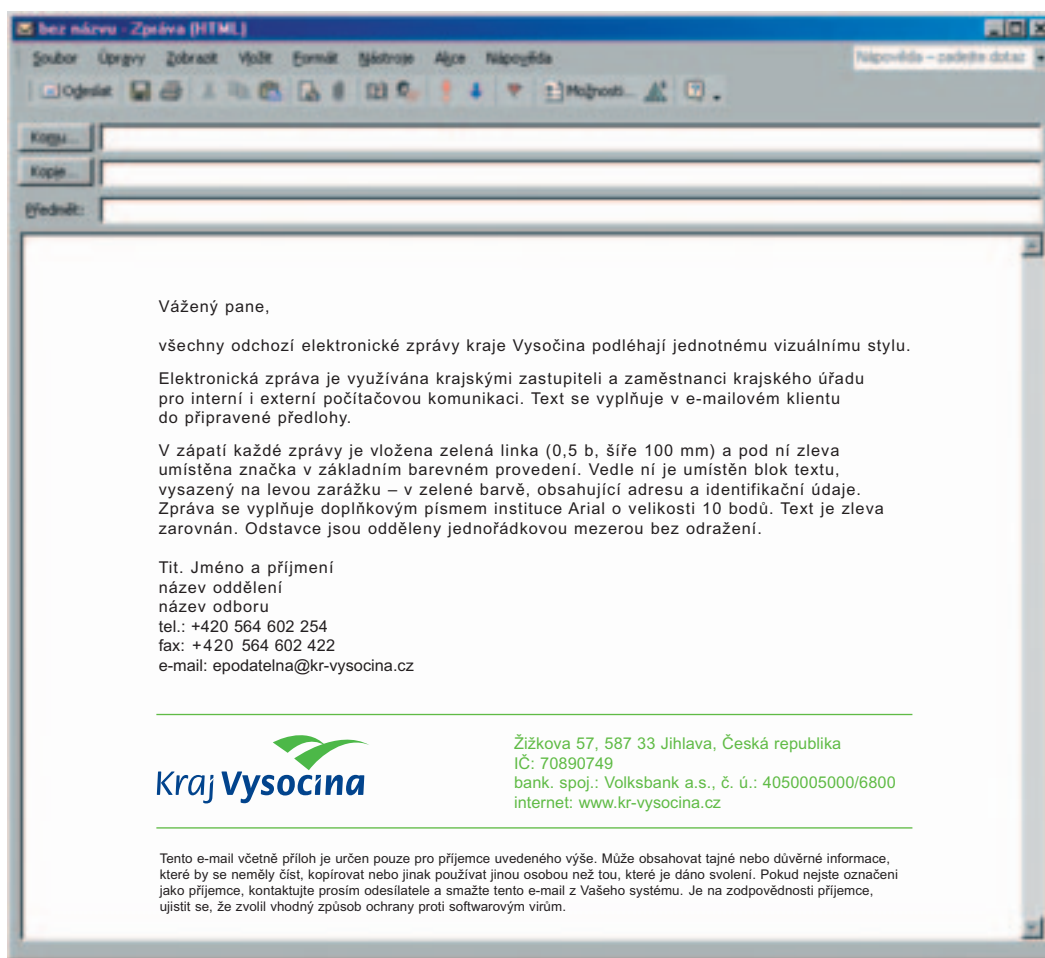 bez názvu - Zpráva (HTML)
Soubor Úpravy Zobrazit Vložit Formát Nástroje Akce Nápověda Nápověda – zadejte dotaz
Odeslat Možnosti...
Komu...
Kopie...
Předmět:
Vážený pane,
všechny odchozí elektronické zprávy kraje Vysočina podléhají jednotnému vizuálnímu stylu.
Elektronická zpráva je využívána krajskými zastupiteli a zaměstnanci krajského úřadu
pro interní i externí počítačovou komunikaci. Text se vyplňuje v e-mailovém klientu
do připravené předlohy.
V zápatí každé zprávy je vložena zelená linka (0,5 b, šíře 100 mm) a pod ní zleva
umístěna značka v základním barevném provedení. Vedle ní je umístěn blok textu,
vysazený na levou zarážku – v zelené barvě, obsahující adresu a identifikační údaje.
Zpráva se vyplňuje doplňkovým písmem instituce Arial o velikosti 10 bodů. Text je zleva
zarovnán. Odstavce jsou odděleny jednořádkovou mezerou bez odražení.
Tit. Jméno a příjmení
název oddělení
název odboru
tel.: +420 564 602 254
fax: +420 564 602 422
e-mail: epodatelna@kr-vysocina.cz
Kraj Vysočina
Žižkova 57, 587 33 Jihlava, Česká republika
IČ: 70890749
bank. spoj.: Volksbank a.s., č. ú.: 4050005000/6800
internet: www.kr-vysocina.cz
Tento e-mail včetně příloh je určen pouze pro příjemce uvedeného výše. Může obsahovat tajné nebo důvěrné informace,
které by se neměly číst, kopírovat nebo jinak používat jinou osobou než tou, které je dáno svolení. Pokud nejste označeni
jako příjemce, kontaktujte prosím odesílatele a smažte tento e-mail z Vašeho systému. Je na zodpovědnosti příjemce,
ujistit se, že zvolil vhodný způsob ochrany proti softwarovým virům.